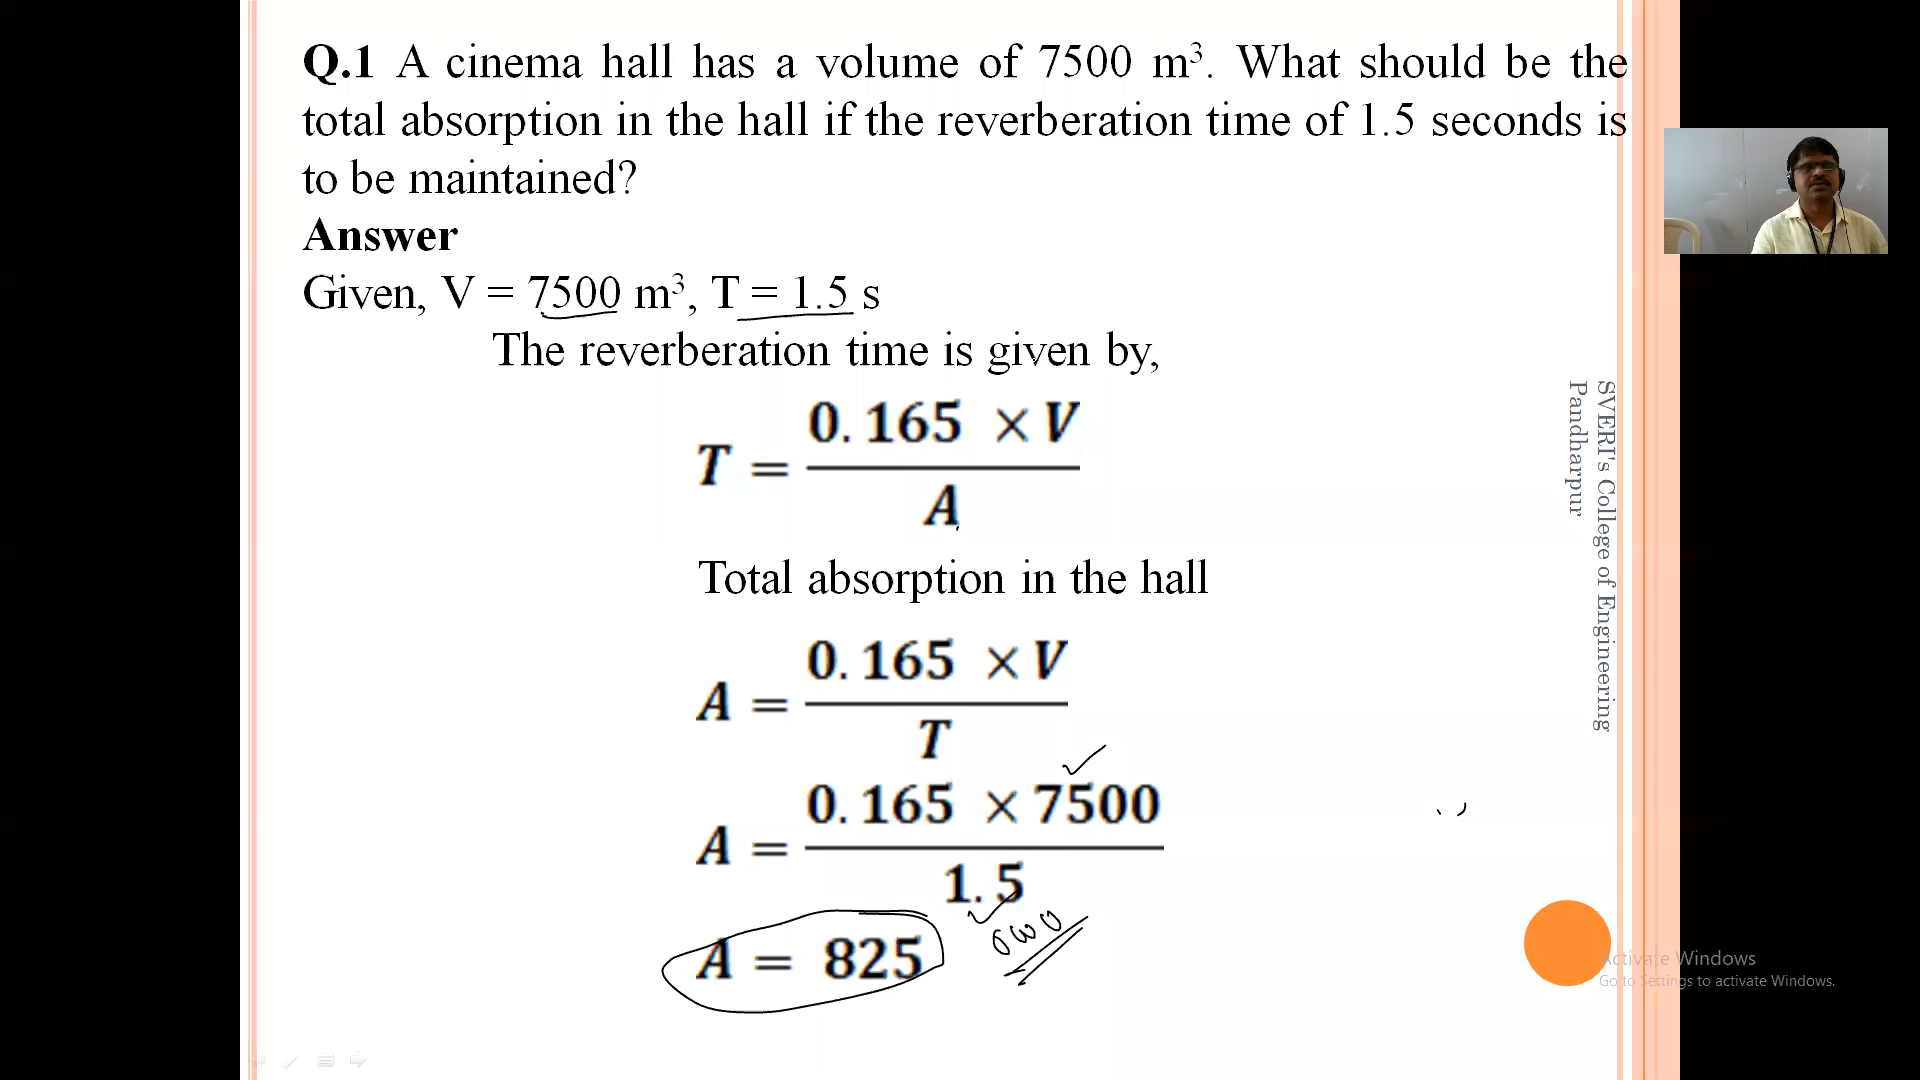 Q.1 A cinema hall has a volume of 7500 m³. What should be the
total absorption in the hall if the reverberation time of 1.5 seconds is
to be maintained?
Answer
Given, V = 7500 m³, T = 1.5 s
The reverberation time is given by,
T = 0.165 × V / A
Total absorption in the hall
A = 0.165 × V / T
A = 0.165 × 7500 / 1.5
A = 825
SVERI's College of Engineering
Pandharpur
Activate Windows
Go to Settings to activate Windows.